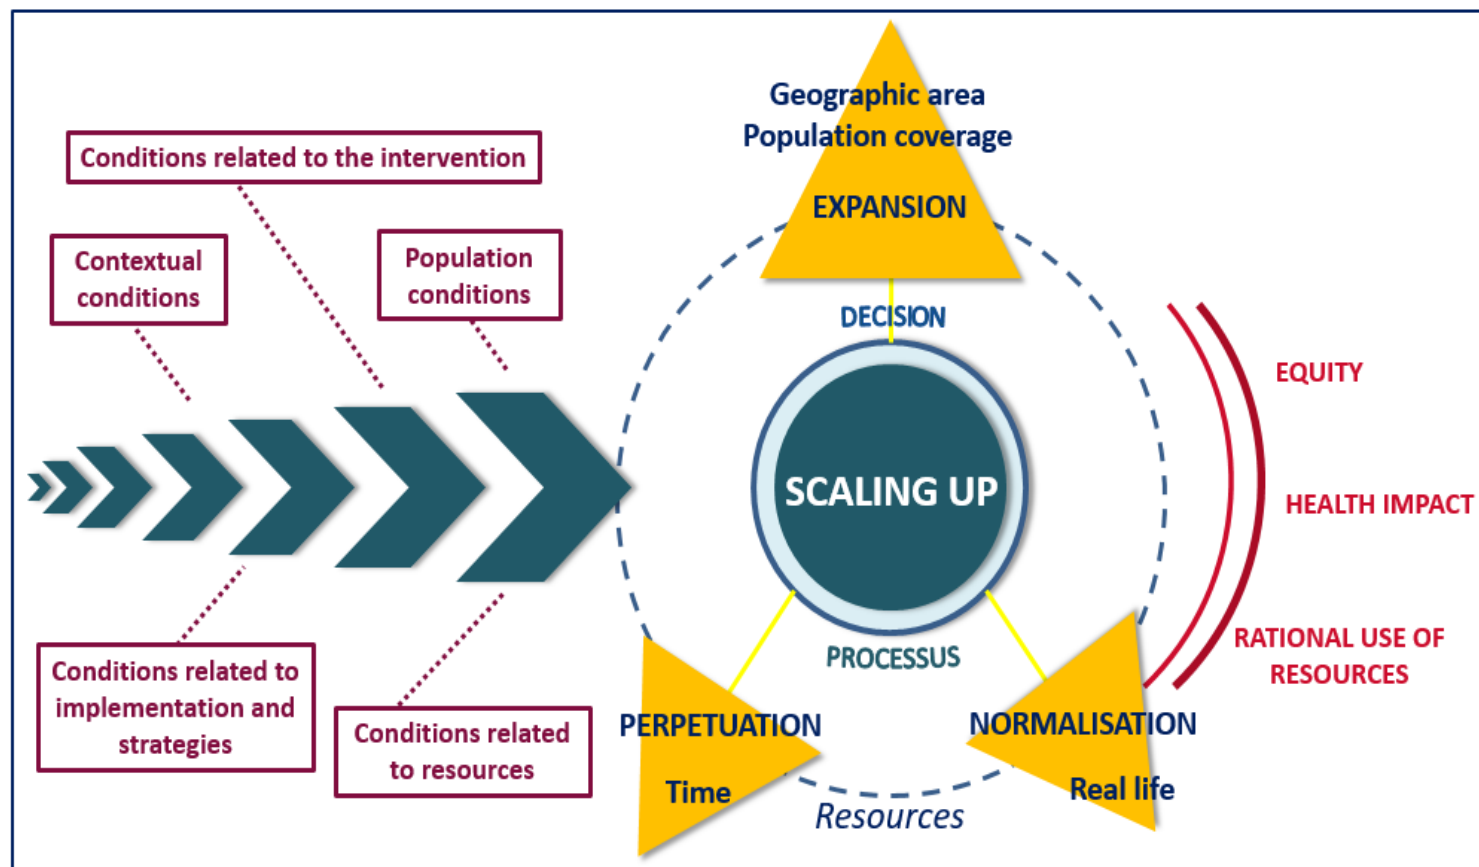 Conditions related to the intervention
Contextual
conditions
Population
conditions
Conditions related to
implementation and
strategies
Conditions related
to resources
Geographic area
Population coverage
EXPANSION
DECISION
SCALING UP
PROCESSUS
PERPETUATION
Time
NORMALISATION
Real life
Resources
EQUITY
HEALTH IMPACT
RATIONAL USE OF
RESOURCES